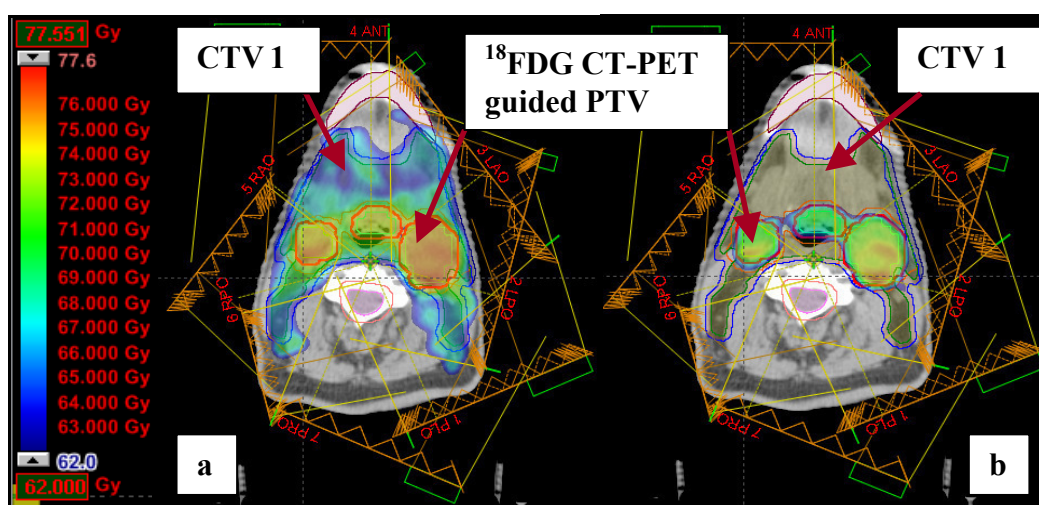 77.551 Gy
77.6
76.000 Gy
75.000 Gy
74.000 Gy
73.000 Gy
72.000 Gy
71.000 Gy
70.000 Gy
69.000 Gy
68.000 Gy
67.000 Gy
66.000 Gy
65.000 Gy
64.000 Gy
63.000 Gy
62.0
62.000 Gy
CTV 1
4 ANT
18FDG CT-PET
guided PTV
4 ANT
CTV 1
5 RAO
3 LAO
6 RPO
2 LPO
7 PRO
1 PLO
a
5 RAO
3 LAO
6 RPO
2 LPO
7 PRO
1 PLO
b